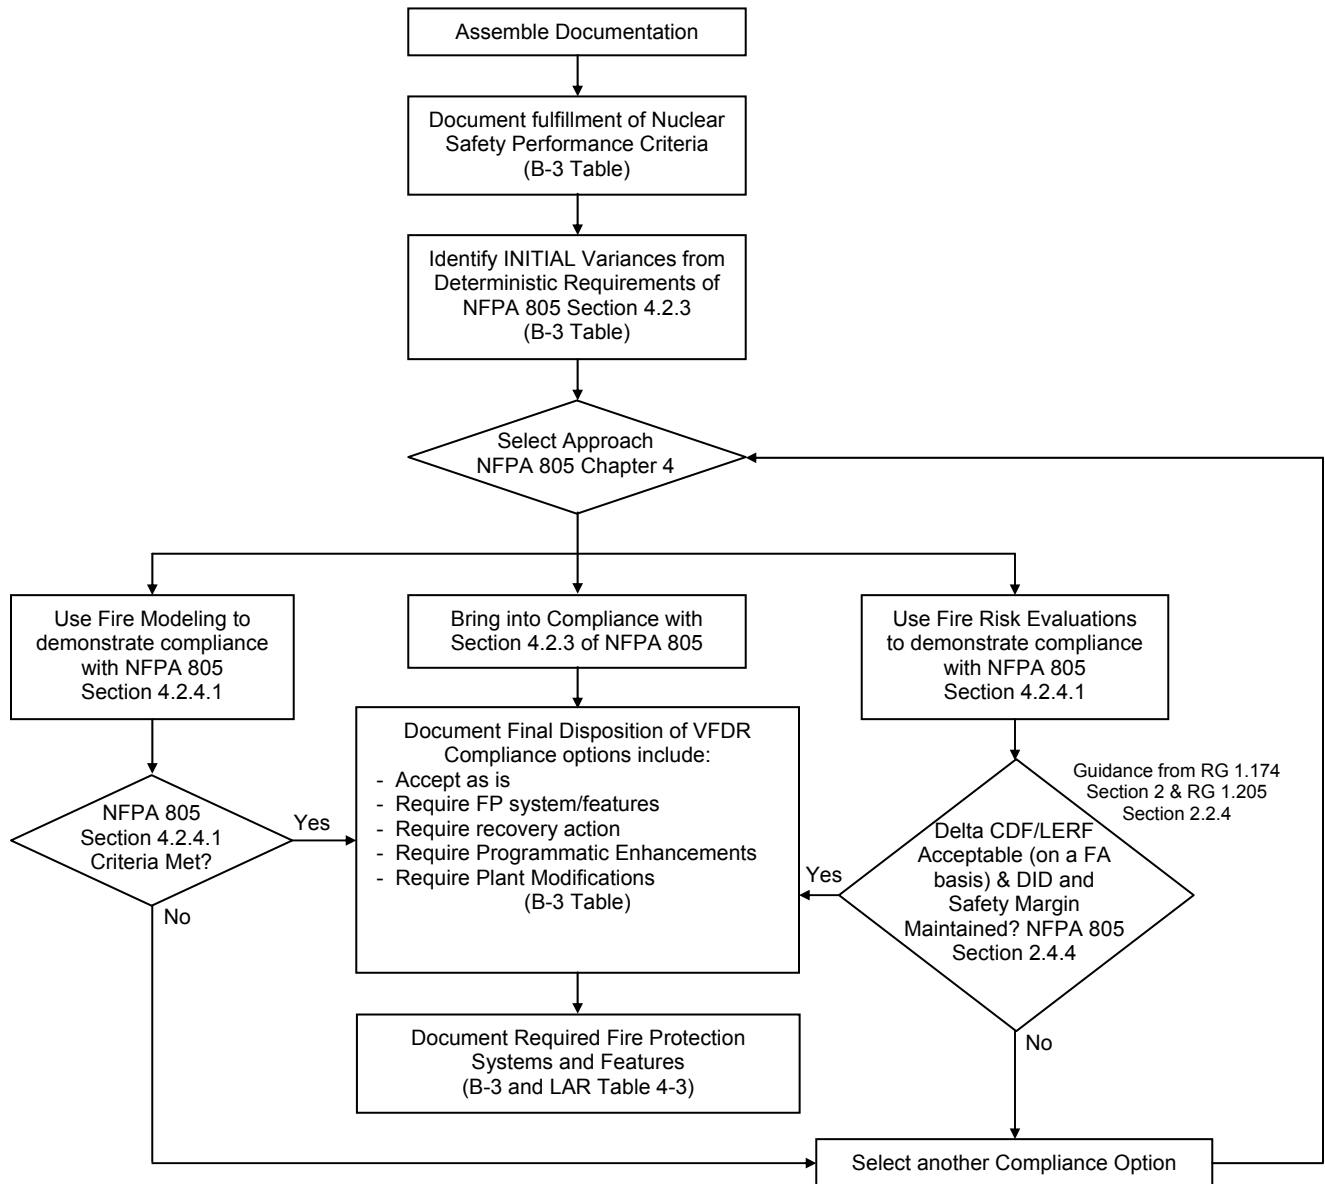 Assemble Documentation
Document fulfillment of Nuclear
Safety Performance Criteria
(B-3 Table)
Identify INITIAL Variances from
Deterministic Requirements of
NFPA 805 Section 4.2.3
(B-3 Table)
Select Approach
NFPA 805 Chapter 4
Use Fire Modeling to
demonstrate compliance
with NFPA 805
Section 4.2.4.1
Bring into Compliance with
Section 4.2.3 of NFPA 805
Use Fire Risk Evaluations
to demonstrate compliance
with NFPA 805
Section 4.2.4.1
NFPA 805
Section 4.2.4.1
Criteria Met?
Yes
No
Document Final Disposition of VFDR
Compliance options include:
- Accept as is
- Require FP system/features
- Require recovery action
- Require Programmatic Enhancements
- Require Plant Modifications
(B-3 Table)
Guidance from RG 1.174
Section 2 & RG 1.205
Section 2.2.4
Delta CDF/LERF
Acceptable (on a FA
basis) & DID and
Safety Margin
Maintained? NFPA 805
Section 2.4.4
Yes
No
Document Required Fire Protection
Systems and Features
(B-3 and LAR Table 4-3)
Select another Compliance Option